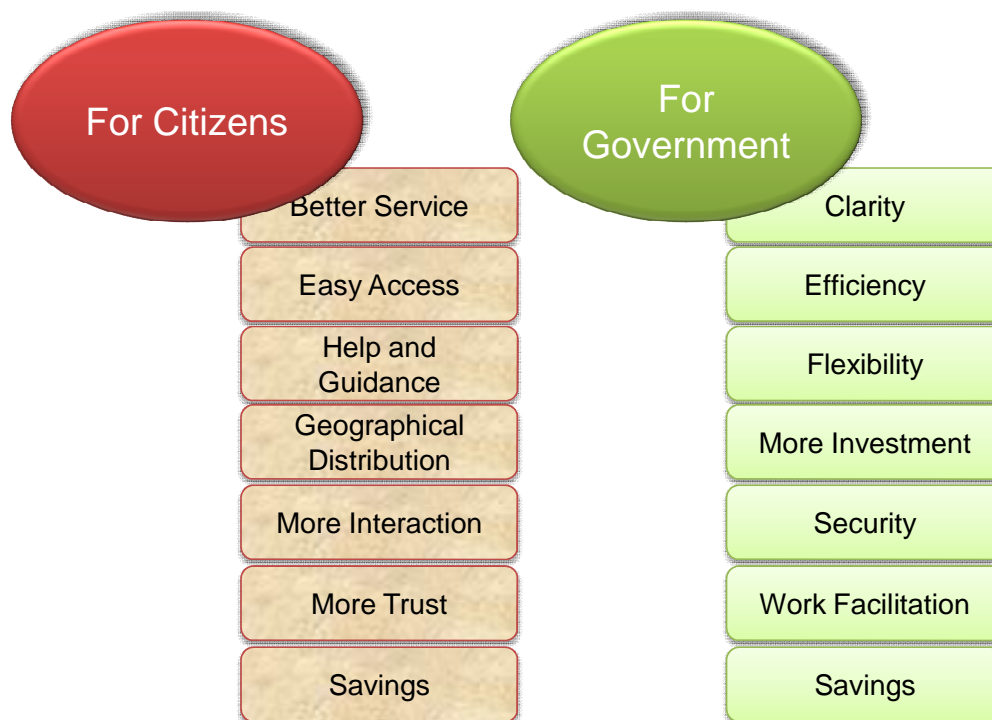 For Citizens
Better Service
Easy Access
Help and
Guidance
Geographical
Distribution
More Interaction
More Trust
Savings
For
Government
Clarity
Efficiency
Flexibility
More Investment
Security
Work Facilitation
Savings